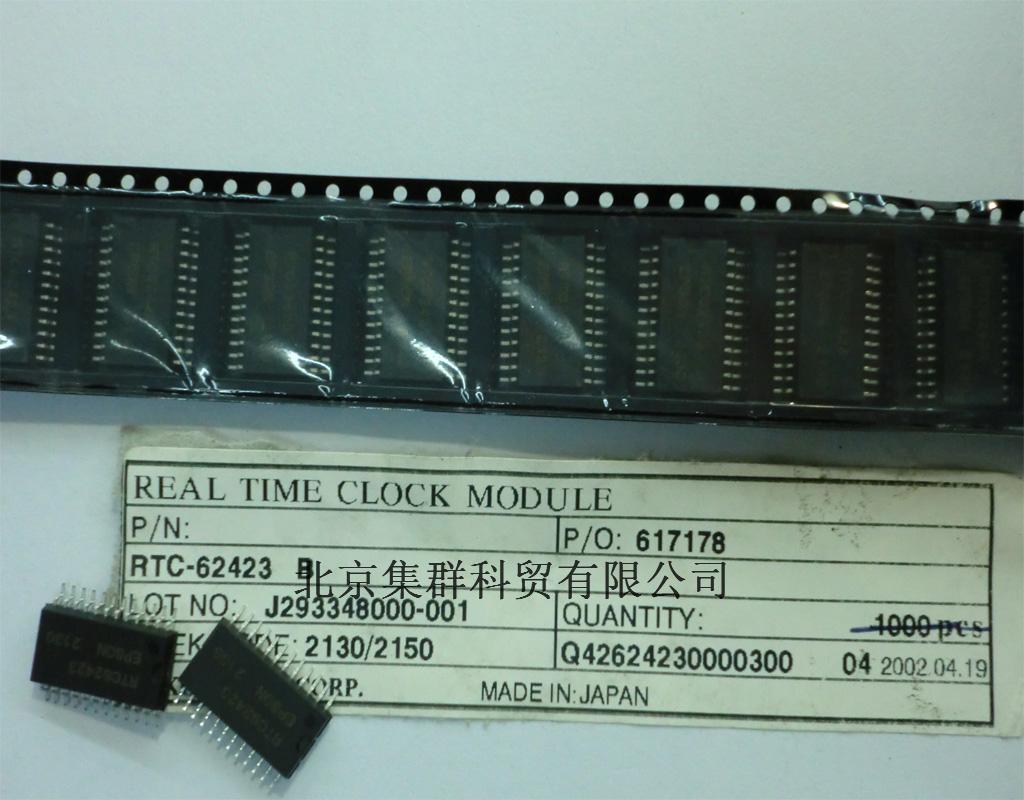 REAL TIME CLOCK MODULE
P/N:
P/O: 617178
RTC-62423 B
北京集群科贸有限公司
LOT NO: J293348000-001
QUANTITY: 1000 pcs
2130/2150
Q42624230000300 04 2002.04.19
CORP. MADE IN: JAPAN
RTC62423
EPSON 2130
RTC62423
EPSON